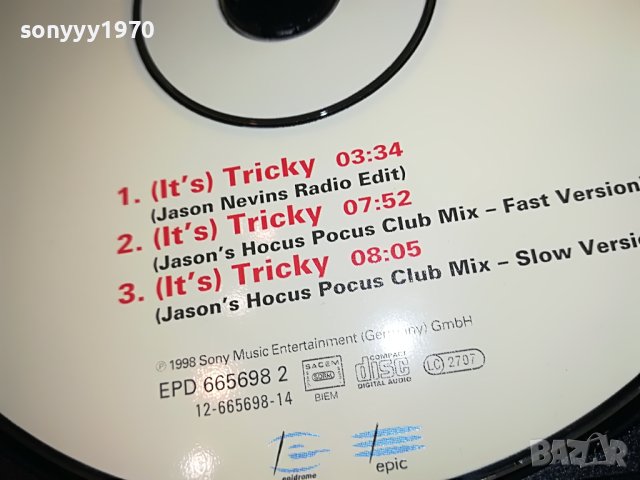 sonyyy1970
1. (It's) Tricky 03:34
(Jason Nevins Radio Edit)
2. (It's) Tricky 07:52
(Jason's Hocus Pocus Club Mix – Fast Version)
3. (It's) Tricky 08:05
(Jason's Hocus Pocus Club Mix – Slow Versio
℗ 1998 Sony Music Entertainment (Germany) GmbH
EPD 665698 2
12-665698-14
SACEM
BIEM
COMPACT
disc
DIGITAL AUDIO
LC 2707
epidrome
epic
BAZAR